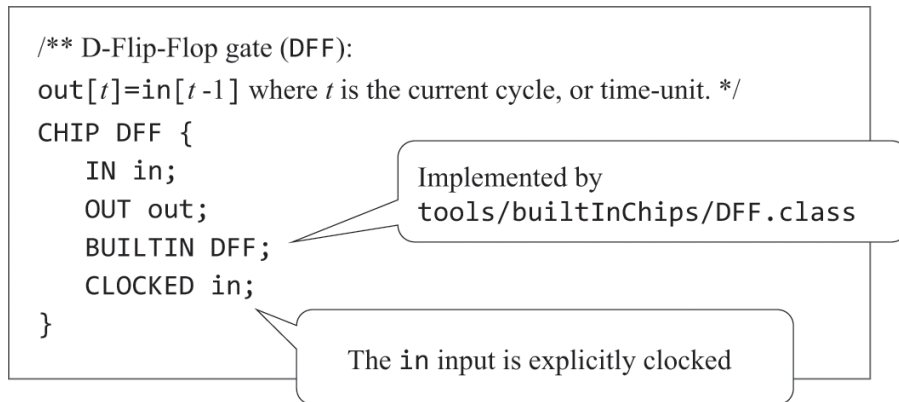 /** D-Flip-Flop gate (DFF):
out[t]=in[t -1] where t is the current cycle, or time-unit. */
CHIP DFF {
IN in;
OUT out;
BUILTIN DFF;
CLOCKED in;
}
Implemented by
tools/builtInChips/DFF.class
The in input is explicitly clocked